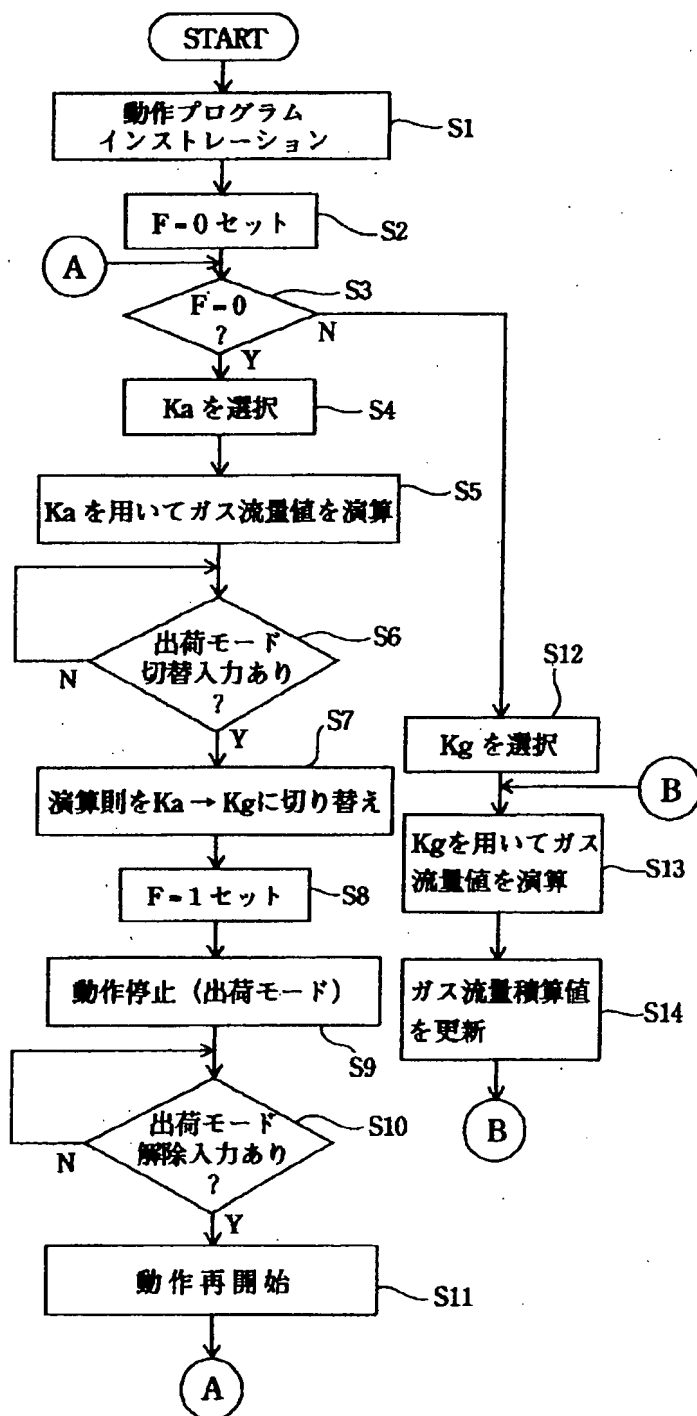 START
動作プログラム
インストレーション
S1
F=0 セット
S2
A
F=0
?
S3
N
Y
Ka を選択
S4
Ka を用いてガス流量値を演算
S5
出荷モード
切替入力あり
?
S6
N
Y
演算則をKa → Kgに切り替え
S7
F=1 セット
S8
動作停止（出荷モード）
S9
出荷モード
解除入力あり
?
S10
N
Y
動作再開始
S11
A
Kg を選択
S12
B
Kgを用いてガス
流量値を演算
S13
ガス流量積算値
を更新
S14
B